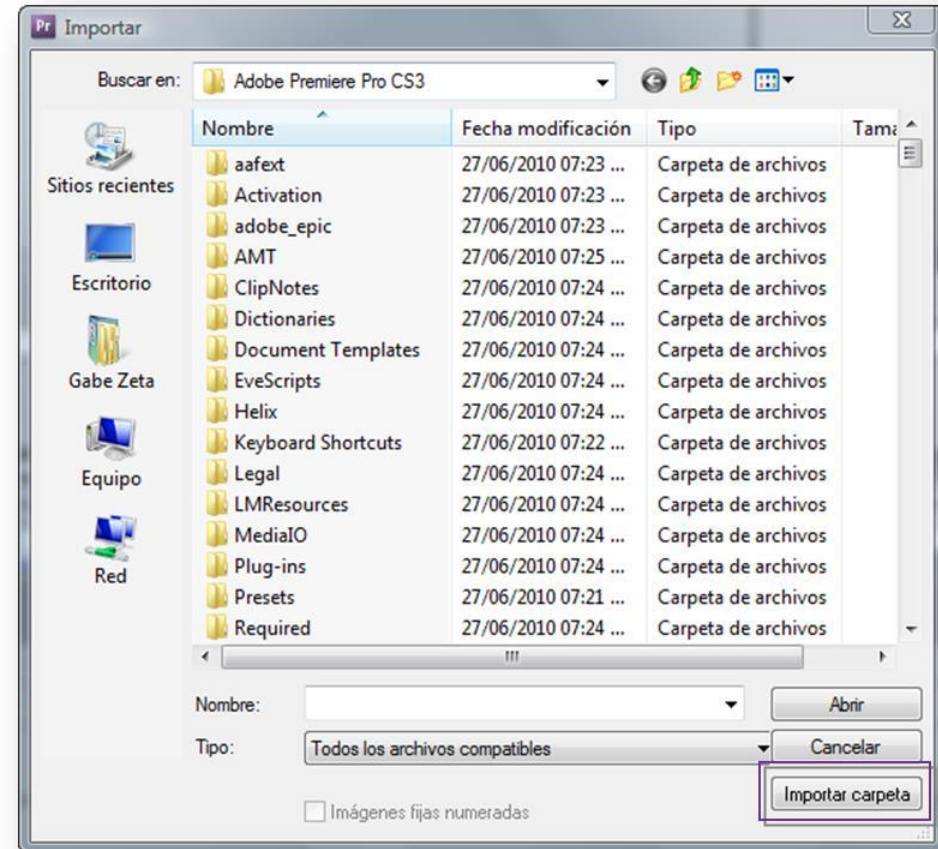 Pr Importar
Buscar en: Adobe Premiere Pro CS3
Nombre Fecha modificación Tipo
Sitios recientes
Escritorio
Gabe Zeta
Equipo
Red
aafext 27/06/2010 07:23 ... Carpeta de archivos
Activation 27/06/2010 07:23 ... Carpeta de archivos
adobe_epic 27/06/2010 07:23 ... Carpeta de archivos
AMT 27/06/2010 07:25 ... Carpeta de archivos
ClipNotes 27/06/2010 07:24 ... Carpeta de archivos
Dictionaries 27/06/2010 07:24 ... Carpeta de archivos
Document Templates 27/06/2010 07:24 ... Carpeta de archivos
EveScripts 27/06/2010 07:24 ... Carpeta de archivos
Helix 27/06/2010 07:24 ... Carpeta de archivos
Keyboard Shortcuts 27/06/2010 07:22 ... Carpeta de archivos
Legal 27/06/2010 07:24 ... Carpeta de archivos
LMResources 27/06/2010 07:24 ... Carpeta de archivos
MediaIO 27/06/2010 07:24 ... Carpeta de archivos
Plug-ins 27/06/2010 07:24 ... Carpeta de archivos
Presets 27/06/2010 07:21 ... Carpeta de archivos
Required 27/06/2010 07:24 ... Carpeta de archivos
Nombre: Abrir
Tipo: Todos los archivos compatibles Cancelar
Importar carpeta
Imágenes fijas numeradas